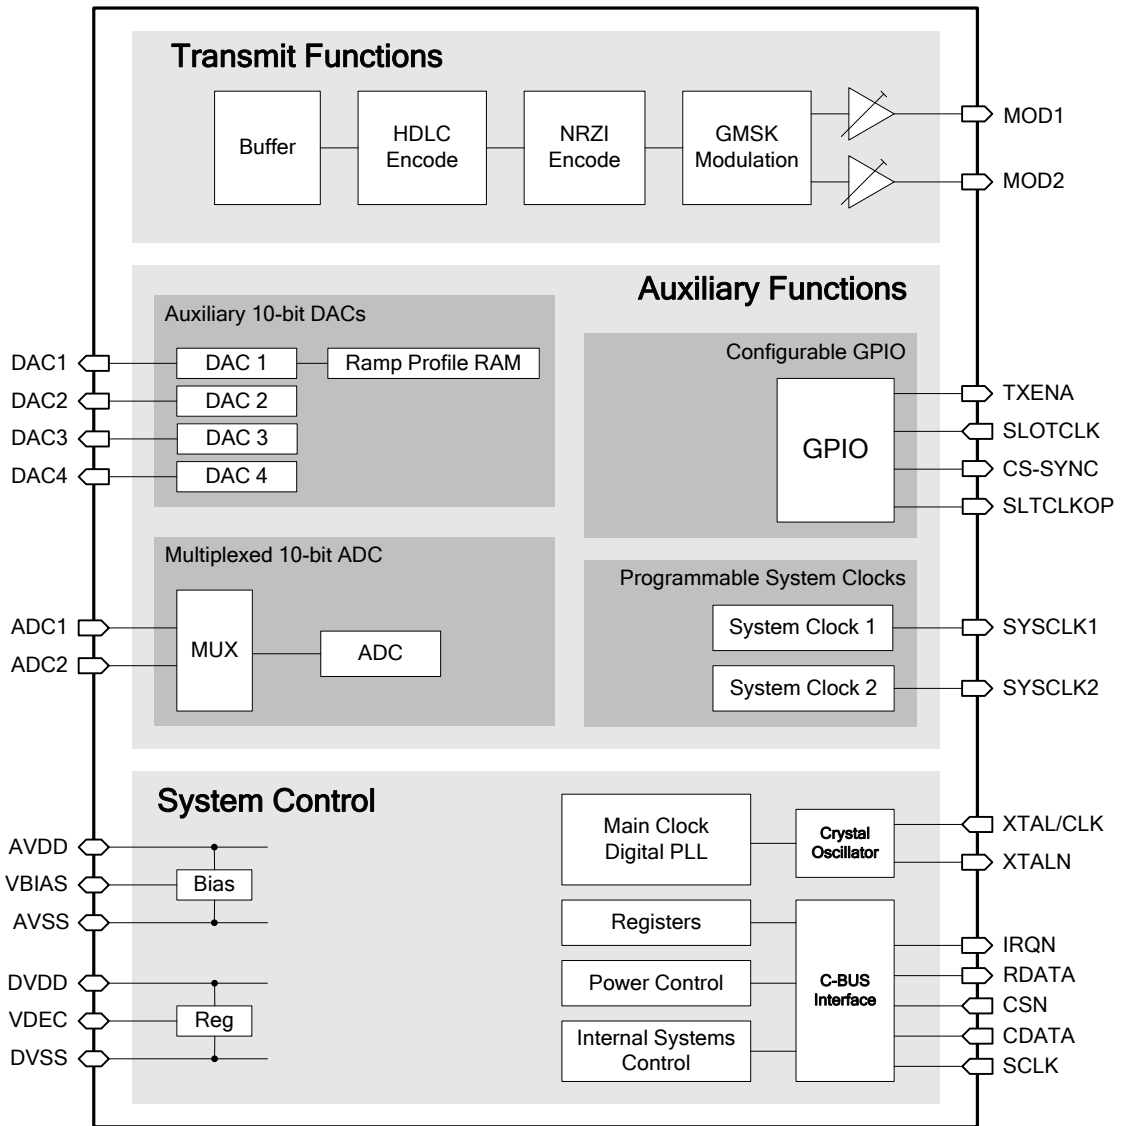 Transmit Functions
Buffer
HDLC
Encode
NRZI
Encode
GMSK
Modulation
MOD1
MOD2
Auxiliary Functions
Auxiliary 10-bit DACs
DAC1
DAC 1
Ramp Profile RAM
DAC2
DAC 2
DAC3
DAC 3
DAC4
DAC 4
Configurable GPIO
GPIO
TXENA
SLOTCLK
CS-SYNC
SLTCLKOP
Multiplexed 10-bit ADC
ADC1
ADC2
MUX
ADC
Programmable System Clocks
System Clock 1
SYSCLK1
System Clock 2
SYSCLK2
System Control
AVDD
VBIAS
Bias
AVSS
DVDD
VDEC
Reg
DVSS
Main Clock
Digital PLL
Crystal
Oscillator
XTAL/CLK
XTALN
Registers
Power Control
Internal Systems
Control
C-BUS
Interface
IRQN
RDATA
CSN
CDATA
SCLK